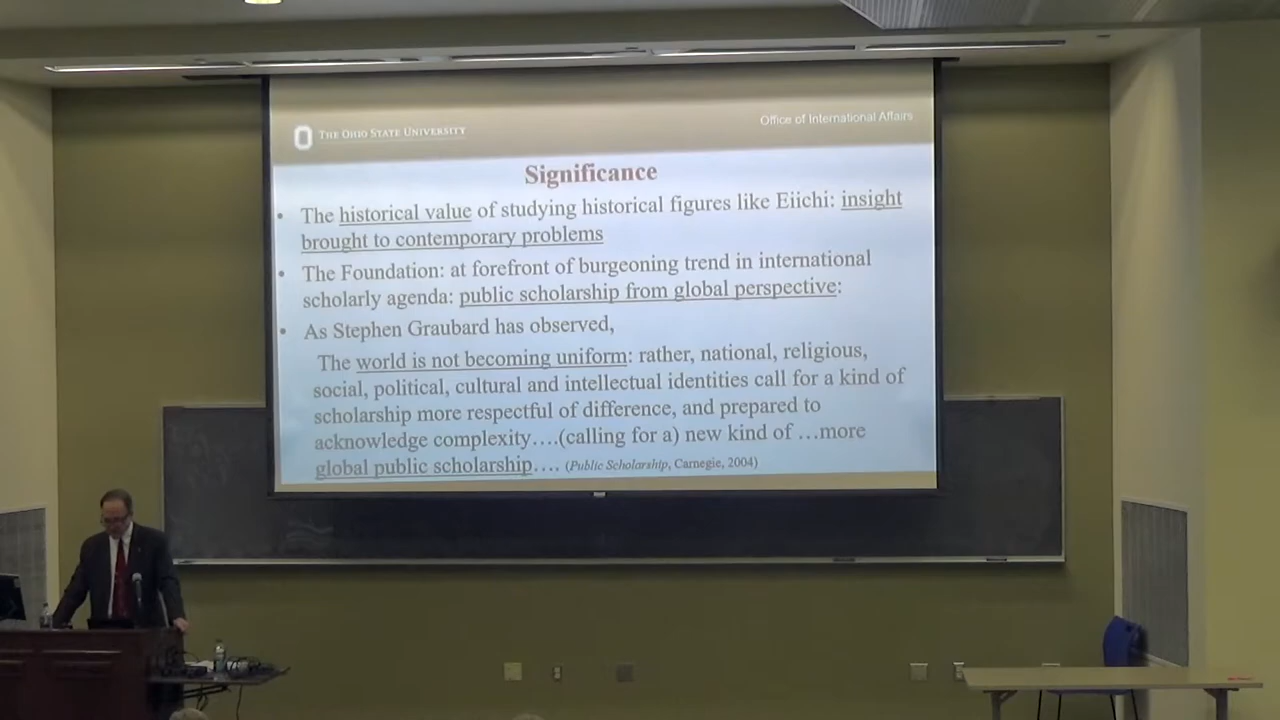 THE OHIO STATE UNIVERSITY
Office of International Affairs
Significance
• The historical value of studying historical figures like Eiichi: insight
brought to contemporary problems
• The Foundation: at forefront of burgeoning trend in international
scholarly agenda: public scholarship from global perspective:
• As Stephen Graubard has observed,
The world is not becoming uniform: rather, national, religious,
social, political, cultural and intellectual identities call for a kind of
scholarship more respectful of difference, and prepared to
acknowledge complexity….(calling for a) new kind of …more
global public scholarship…. (Public Scholarship, Carnegie, 2004)